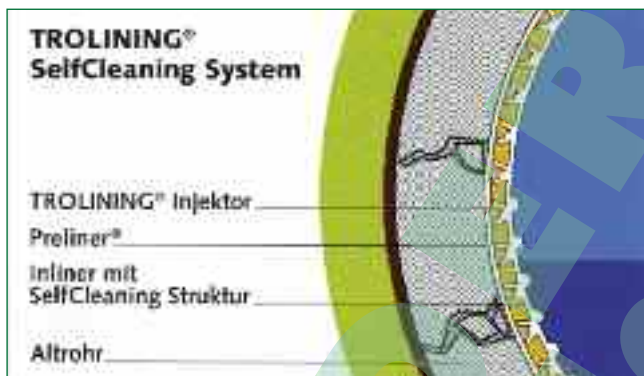 TROLINING®
SelfCleaning System
TROLINING® Injektor
Preliner®
Inliner mit
SelfCleaning Struktur
Altrohr